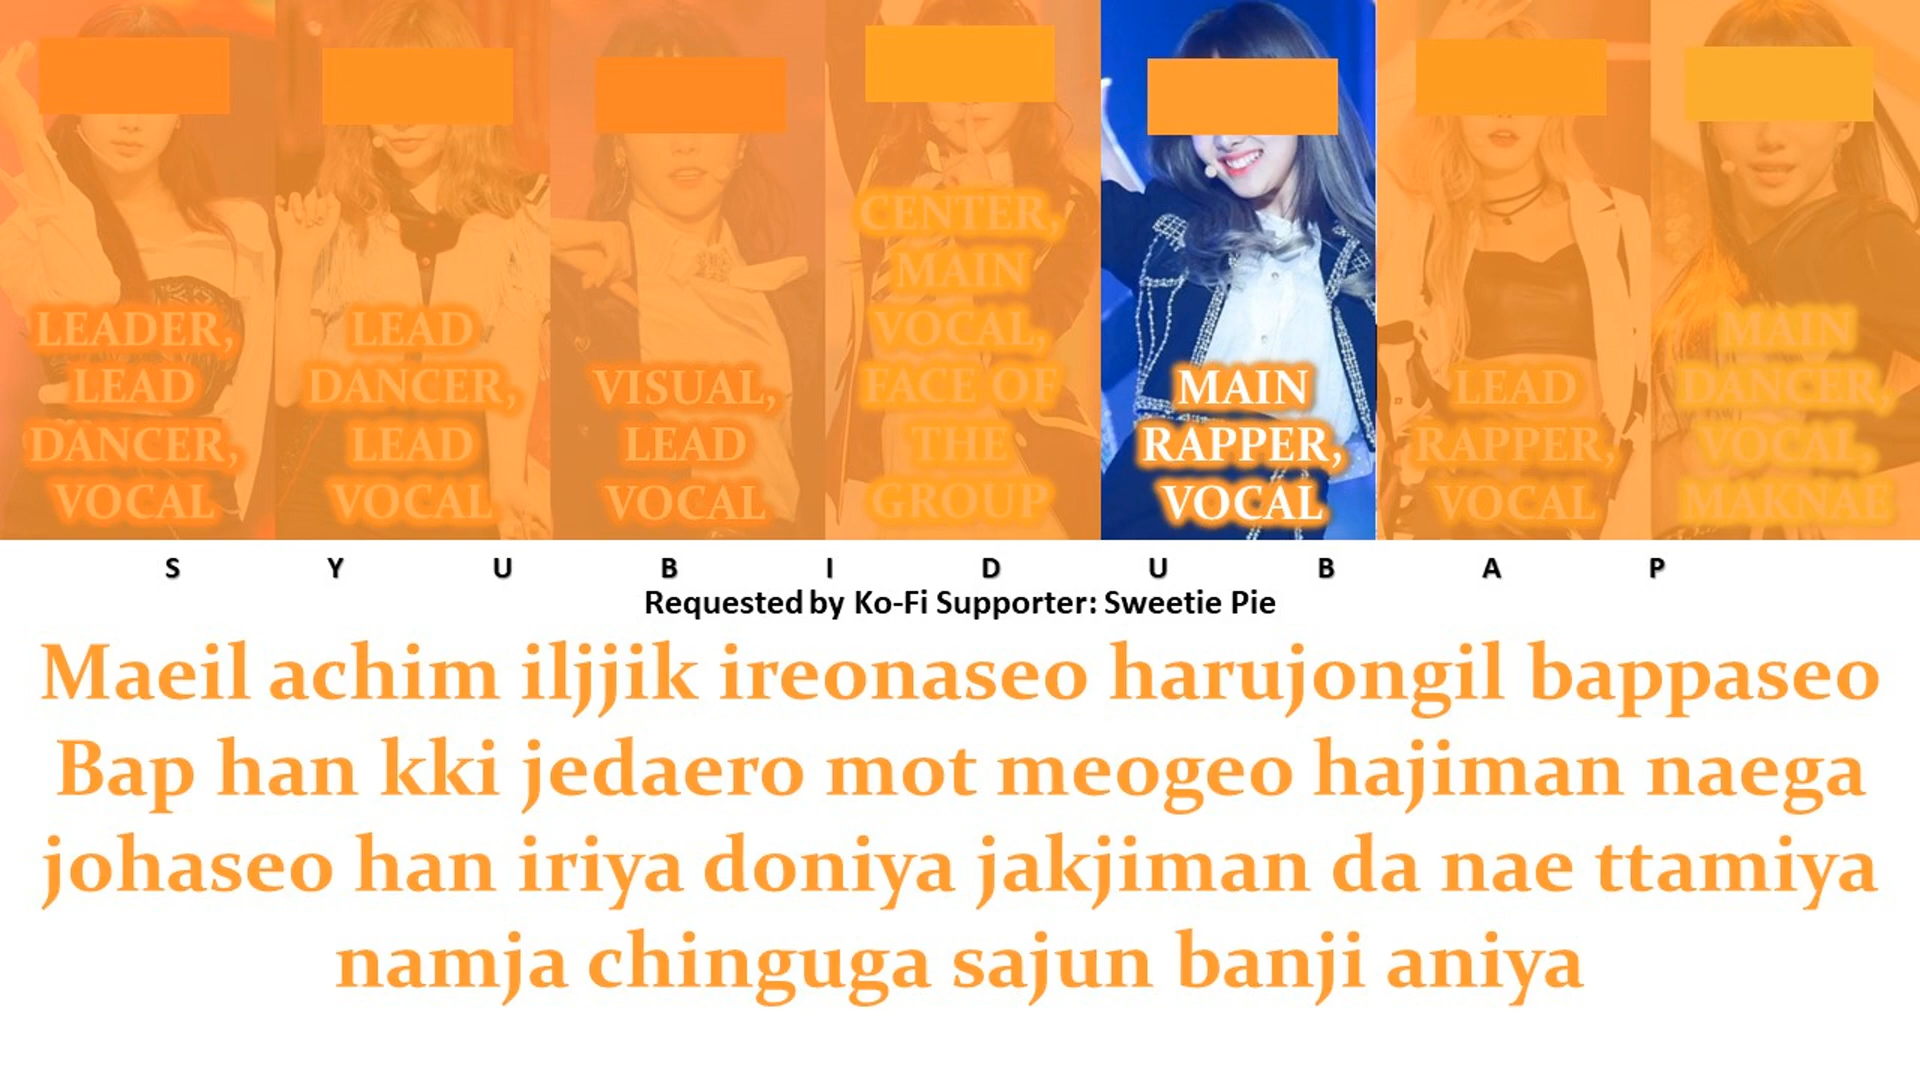 LEADER,
LEAD
DANCER,
VOCAL
LEAD
DANCER,
LEAD
VOCAL
VISUAL,
LEAD
VOCAL
CENTER,
MAIN
VOCAL,
FACE OF
THE
GROUP
MAIN
RAPPER,
VOCAL
LEAD
RAPPER,
VOCAL
MAIN
DANCER,
VOCAL,
MAKNAE
S Y U B I D U B A P
Requested by Ko-Fi Supporter: Sweetie Pie
Maeil achim iljjik ireonaseo harujongil bappaseo
Bap han kki jedaero mot meogeo hajiman naega
johaseo han iriya doniya jakjiman da nae ttamiya
namja chinguga sajun banji aniya